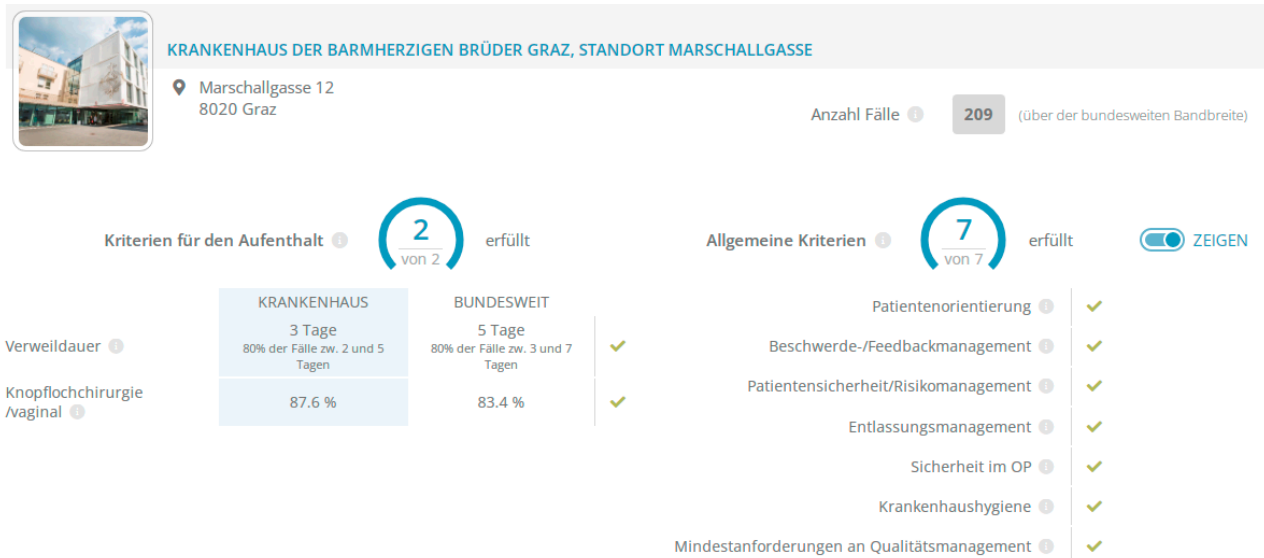 KRANKENHAUS DER BARMHERZIGEN BRÜDER GRAZ, STANDORT MARSCHALLGASSE
Marschallgasse 12
8020 Graz
Anzahl Fälle 209 (über der bundesweiten Bandbreite)
Kriterien für den Aufenthalt 2 von 2 erfüllt
KRANKENHAUS BUNDESWEIT
Verweildauer
3 Tage
80% der Fälle zw. 2 und 5
Tagen
5 Tage
80% der Fälle zw. 3 und 7
Tagen
Knopflochchirurgie
/vaginal
87.6 % 83.4 %
Allgemeine Kriterien 7 von 7 erfüllt ZEIGEN
Patientenorientierung
Beschwerde-/Feedbackmanagement
Patientensicherheit/Risikomanagement
Entlassungsmanagement
Sicherheit im OP
Krankenhaushygiene
Mindestanforderungen an Qualitätsmanagement